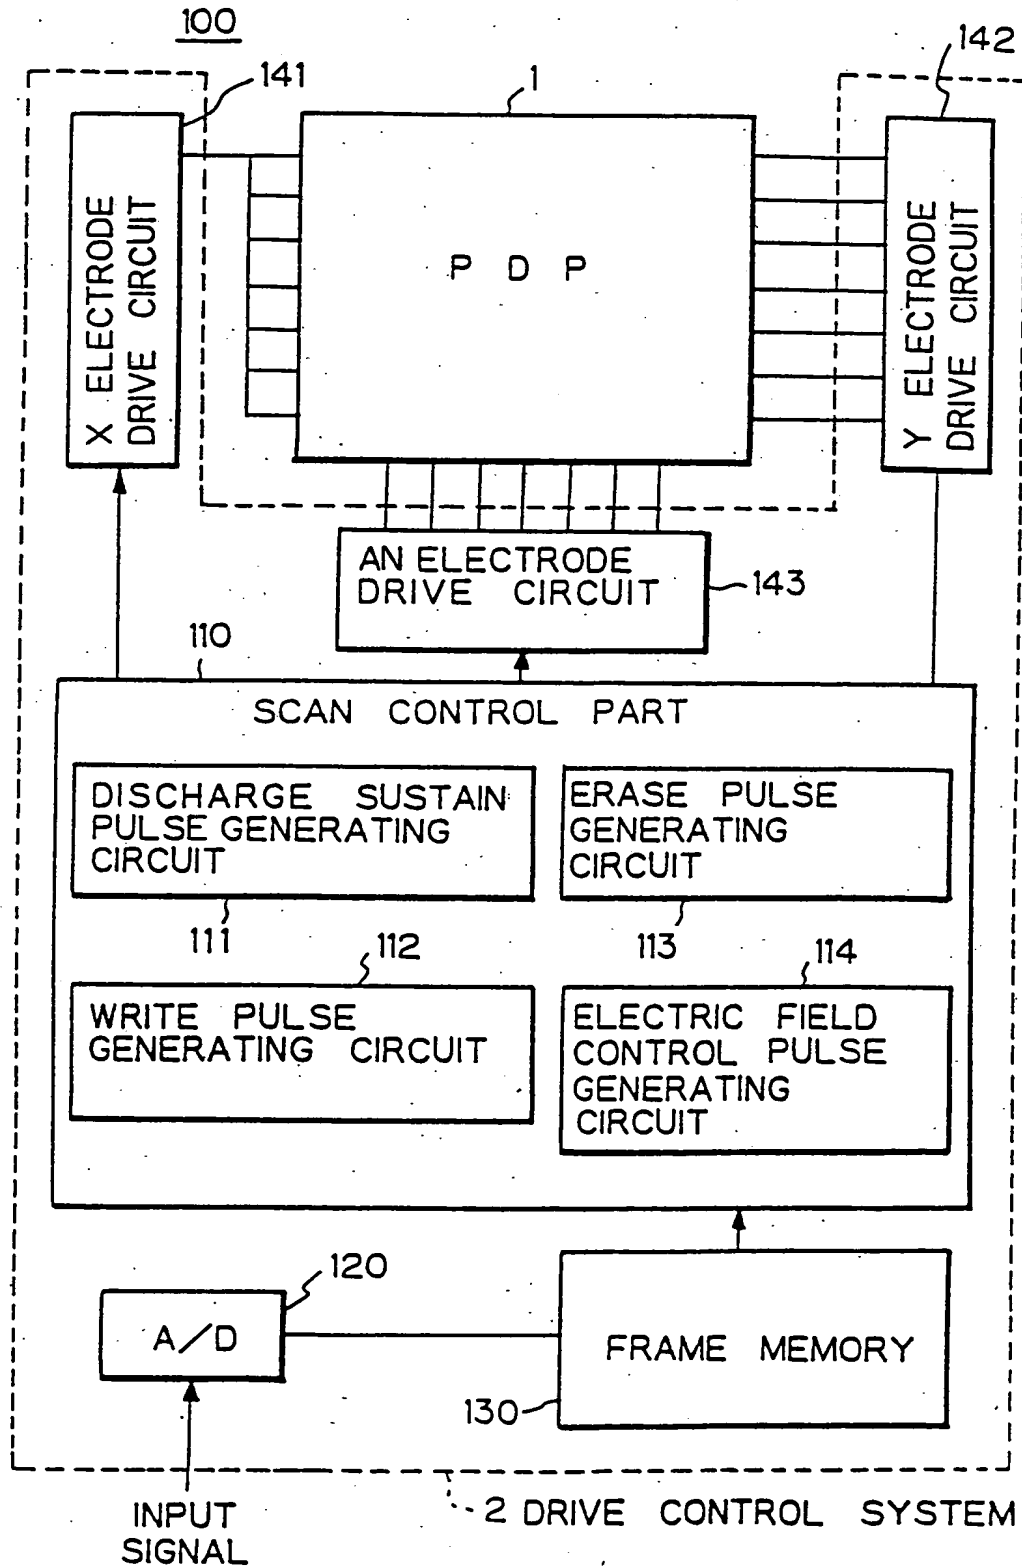 100
141
142
1
X ELECTRODE
DRIVE CIRCUIT
P D P
Y ELECTRODE
DRIVE CIRCUIT
AN ELECTRODE
DRIVE CIRCUIT
143
110
SCAN CONTROL PART
DISCHARGE SUSTAIN
PULSE GENERATING
CIRCUIT
111
ERASE PULSE
GENERATING
CIRCUIT
113
112
WRITE PULSE
GENERATING CIRCUIT
114
ELECTRIC FIELD
CONTROL PULSE
GENERATING
CIRCUIT
120
A/D
FRAME MEMORY
130
INPUT
SIGNAL
2 DRIVE CONTROL SYSTEM